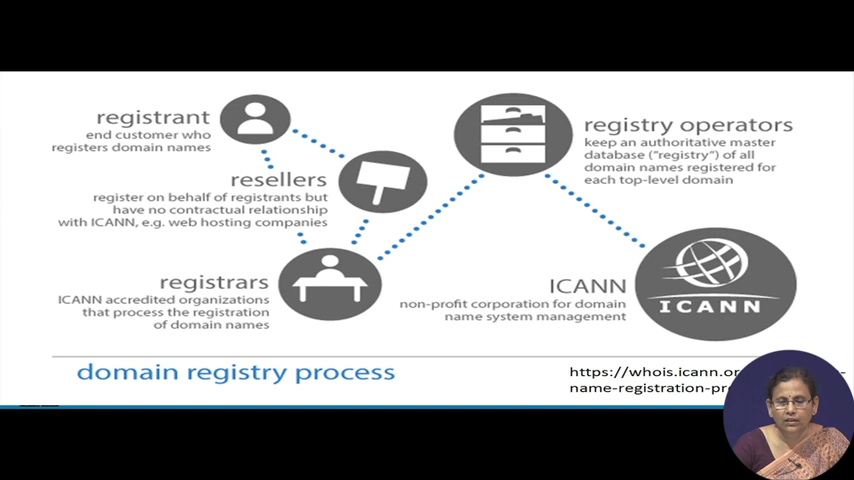 registrant
end customer who
registers domain names
resellers
register on behalf of registrants but
have no contractual relationship
with ICANN, e.g. web hosting companies
registrars
ICANN accredited organizations
that process the registration
of domain names
registry operators
keep an authoritative master
database (“registry”) of all
domain names registered for
each top-level domain
ICANN
non-profit corporation for domain
name system management
ICANN
domain registry process
https://whois.icann.or
name-registration-pr